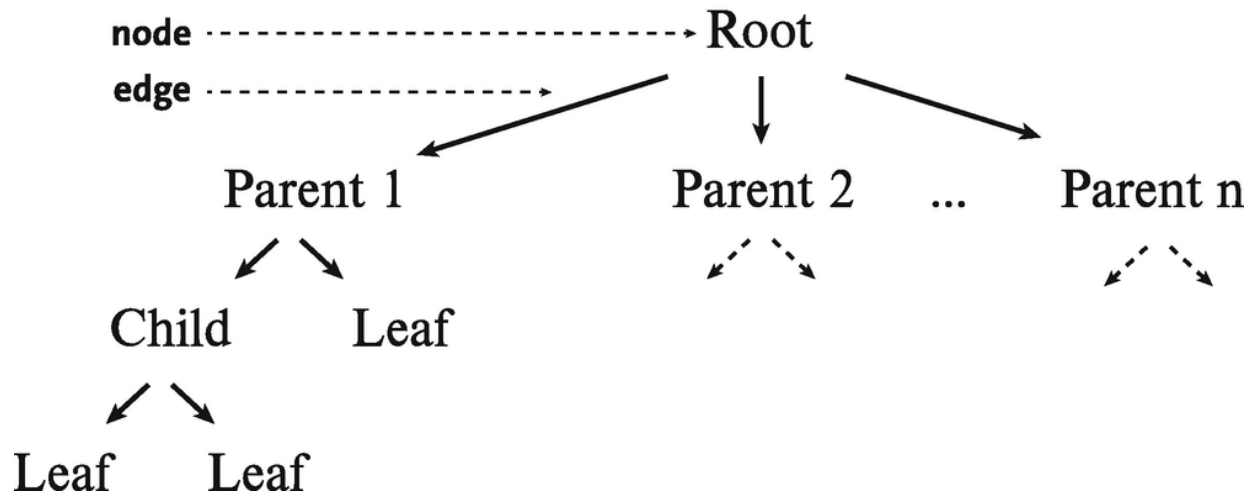 node Root
edge
Parent 1 Parent 2 ... Parent n
Child Leaf
Leaf Leaf